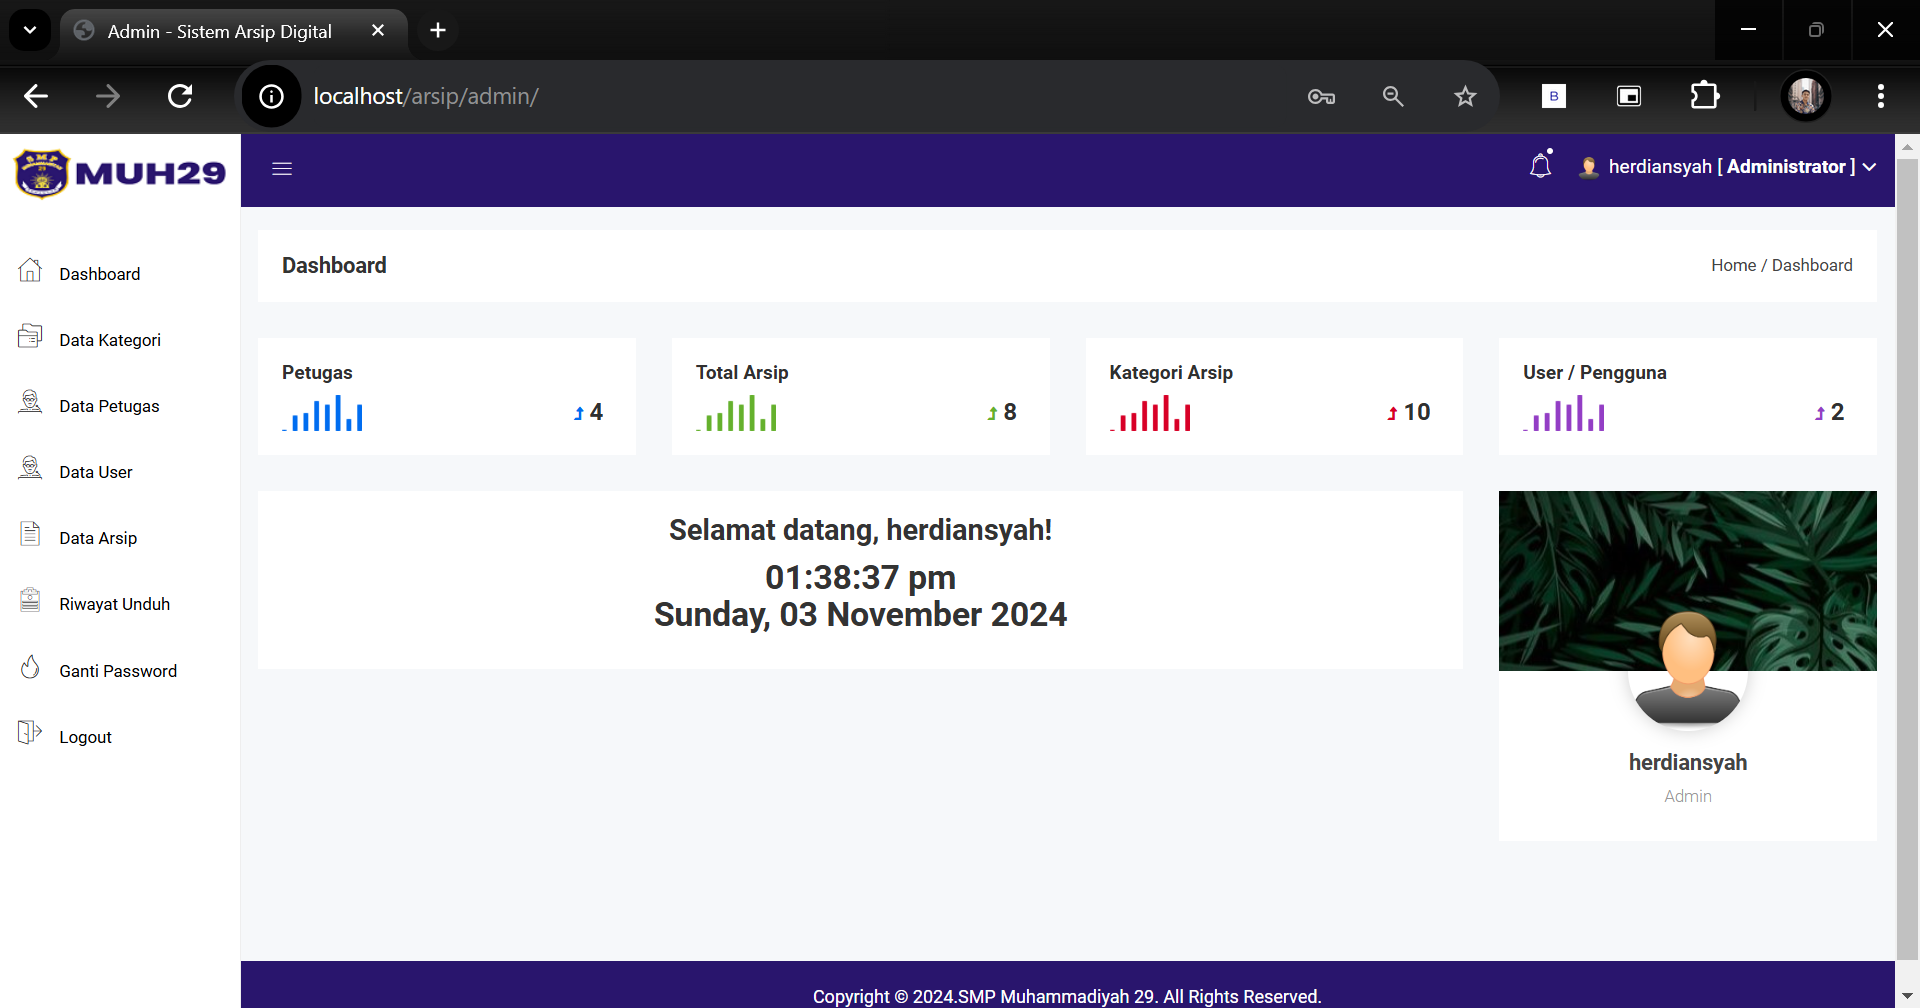 Admin - Sistem Arsip Digital
localhost/arsip/admin/
B
SMP
29
MUH29
herdiansyah [ Administrator ]
Dashboard
Data Kategori
Data Petugas
Data User
Data Arsip
Riwayat Unduh
Ganti Password
Logout
Dashboard
Home / Dashboard
Petugas
4
Total Arsip
8
Kategori Arsip
10
User / Pengguna
2
Selamat datang, herdiansyah!
01:38:37 pm
Sunday, 03 November 2024
herdiansyah
Admin
Copyright © 2024.SMP Muhammadiyah 29. All Rights Reserved.